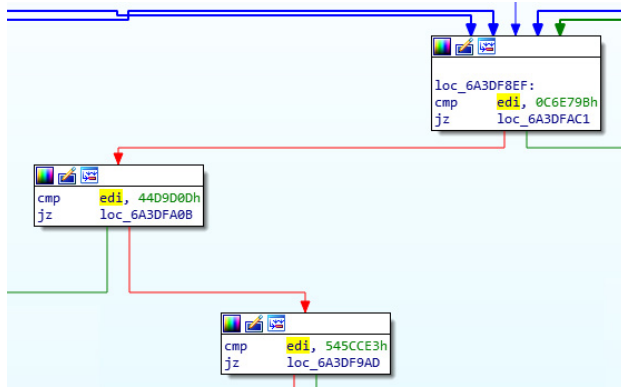 loc_6A3DF8EF:
cmp edi, 0C6E79Bh
jz loc_6A3DFAC1
cmp edi, 44D9D0Dh
jz loc_6A3DFA0B
cmp edi, 545CCE3h
jz loc_6A3DF9AD